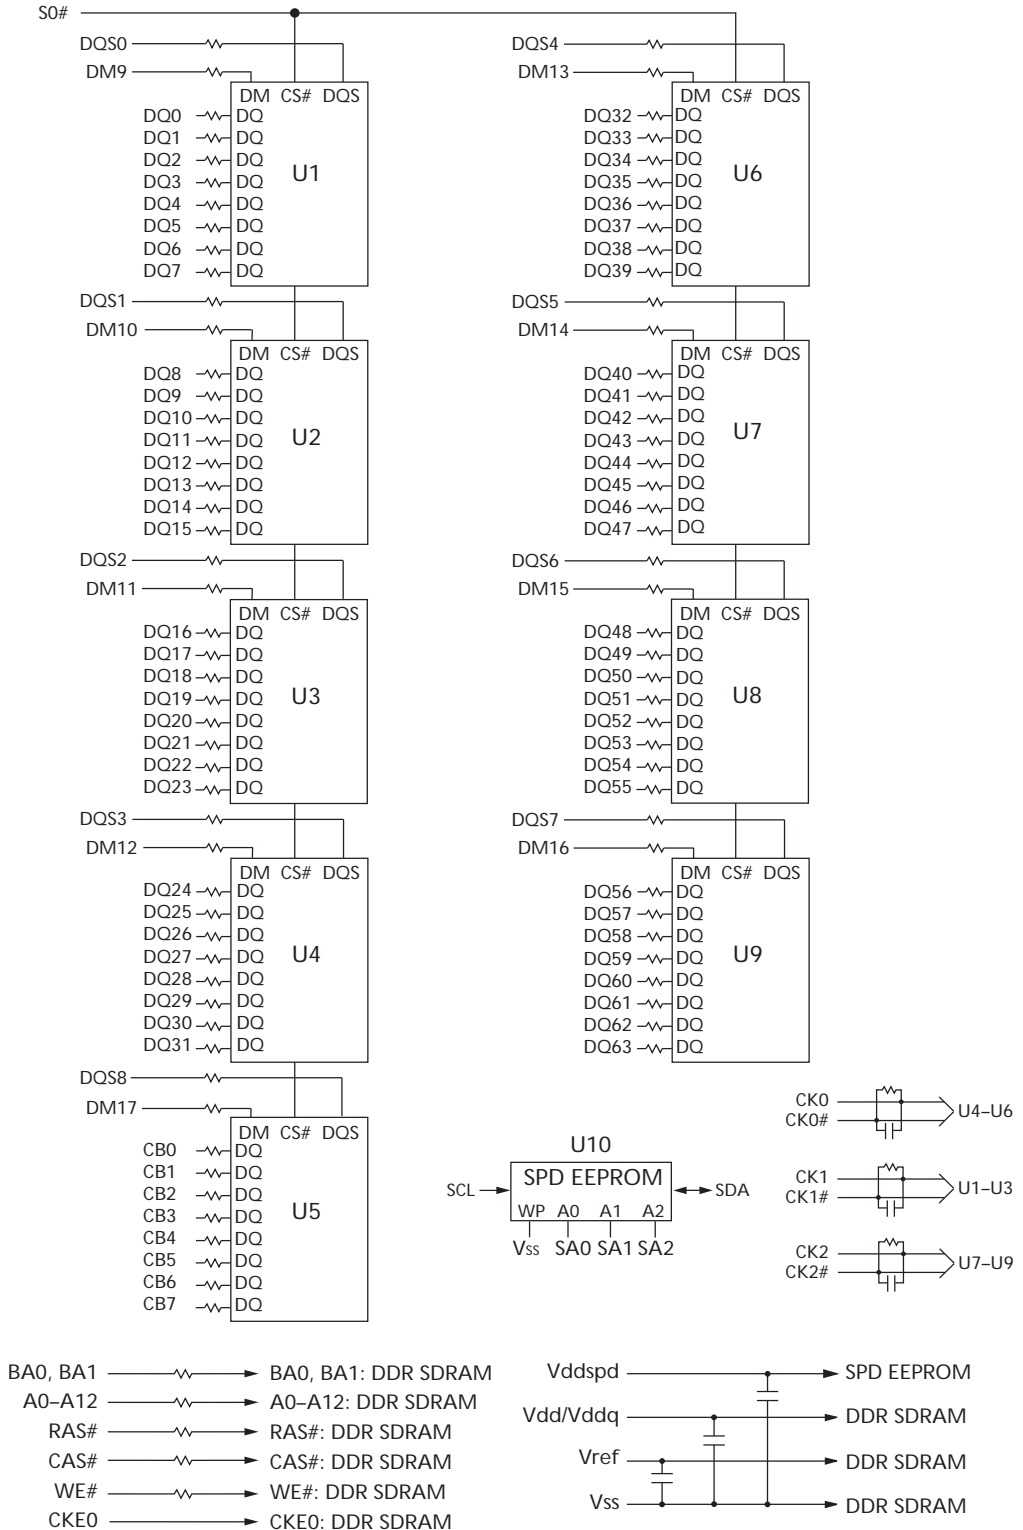 S0#
DQS0
DM9
DM CS# DQS
DQ0 DQ
DQ1 DQ
DQ2 DQ
DQ3 DQ
DQ4 DQ
DQ5 DQ
DQ6 DQ
DQ7 DQ
U1
DQS1
DM10
DM CS# DQS
DQ8 DQ
DQ9 DQ
DQ10 DQ
DQ11 DQ
DQ12 DQ
DQ13 DQ
DQ14 DQ
DQ15 DQ
U2
DQS2
DM11
DM CS# DQS
DQ16 DQ
DQ17 DQ
DQ18 DQ
DQ19 DQ
DQ20 DQ
DQ21 DQ
DQ22 DQ
DQ23 DQ
U3
DQS3
DM12
DM CS# DQS
DQ24 DQ
DQ25 DQ
DQ26 DQ
DQ27 DQ
DQ28 DQ
DQ29 DQ
DQ30 DQ
DQ31 DQ
U4
DQS8
DM17
DM CS# DQS
CB0 DQ
CB1 DQ
CB2 DQ
CB3 DQ
CB4 DQ
CB5 DQ
CB6 DQ
CB7 DQ
U5
DQS4
DM13
DM CS# DQS
DQ32 DQ
DQ33 DQ
DQ34 DQ
DQ35 DQ
DQ36 DQ
DQ37 DQ
DQ38 DQ
DQ39 DQ
U6
DQS5
DM14
DM CS# DQS
DQ40 DQ
DQ41 DQ
DQ42 DQ
DQ43 DQ
DQ44 DQ
DQ45 DQ
DQ46 DQ
DQ47 DQ
U7
DQS6
DM15
DM CS# DQS
DQ48 DQ
DQ49 DQ
DQ50 DQ
DQ51 DQ
DQ52 DQ
DQ53 DQ
DQ54 DQ
DQ55 DQ
U8
DQS7
DM16
DM CS# DQS
DQ56 DQ
DQ57 DQ
DQ58 DQ
DQ59 DQ
DQ60 DQ
DQ61 DQ
DQ62 DQ
DQ63 DQ
U9
U10
SPD EEPROM
SCL
SDA
WP A0 A1 A2
Vss SA0 SA1 SA2
CK0
CK0#
U4–U6
CK1
CK1#
U1–U3
CK2
CK2#
U7–U9
BA0, BA1 BA0, BA1: DDR SDRAM
A0–A12 A0–A12: DDR SDRAM
RAS# RAS#: DDR SDRAM
CAS# CAS#: DDR SDRAM
WE# WE#: DDR SDRAM
CKE0 CKE0: DDR SDRAM
Vddspd SPD EEPROM
Vdd/Vddq DDR SDRAM
Vref DDR SDRAM
Vss DDR SDRAM